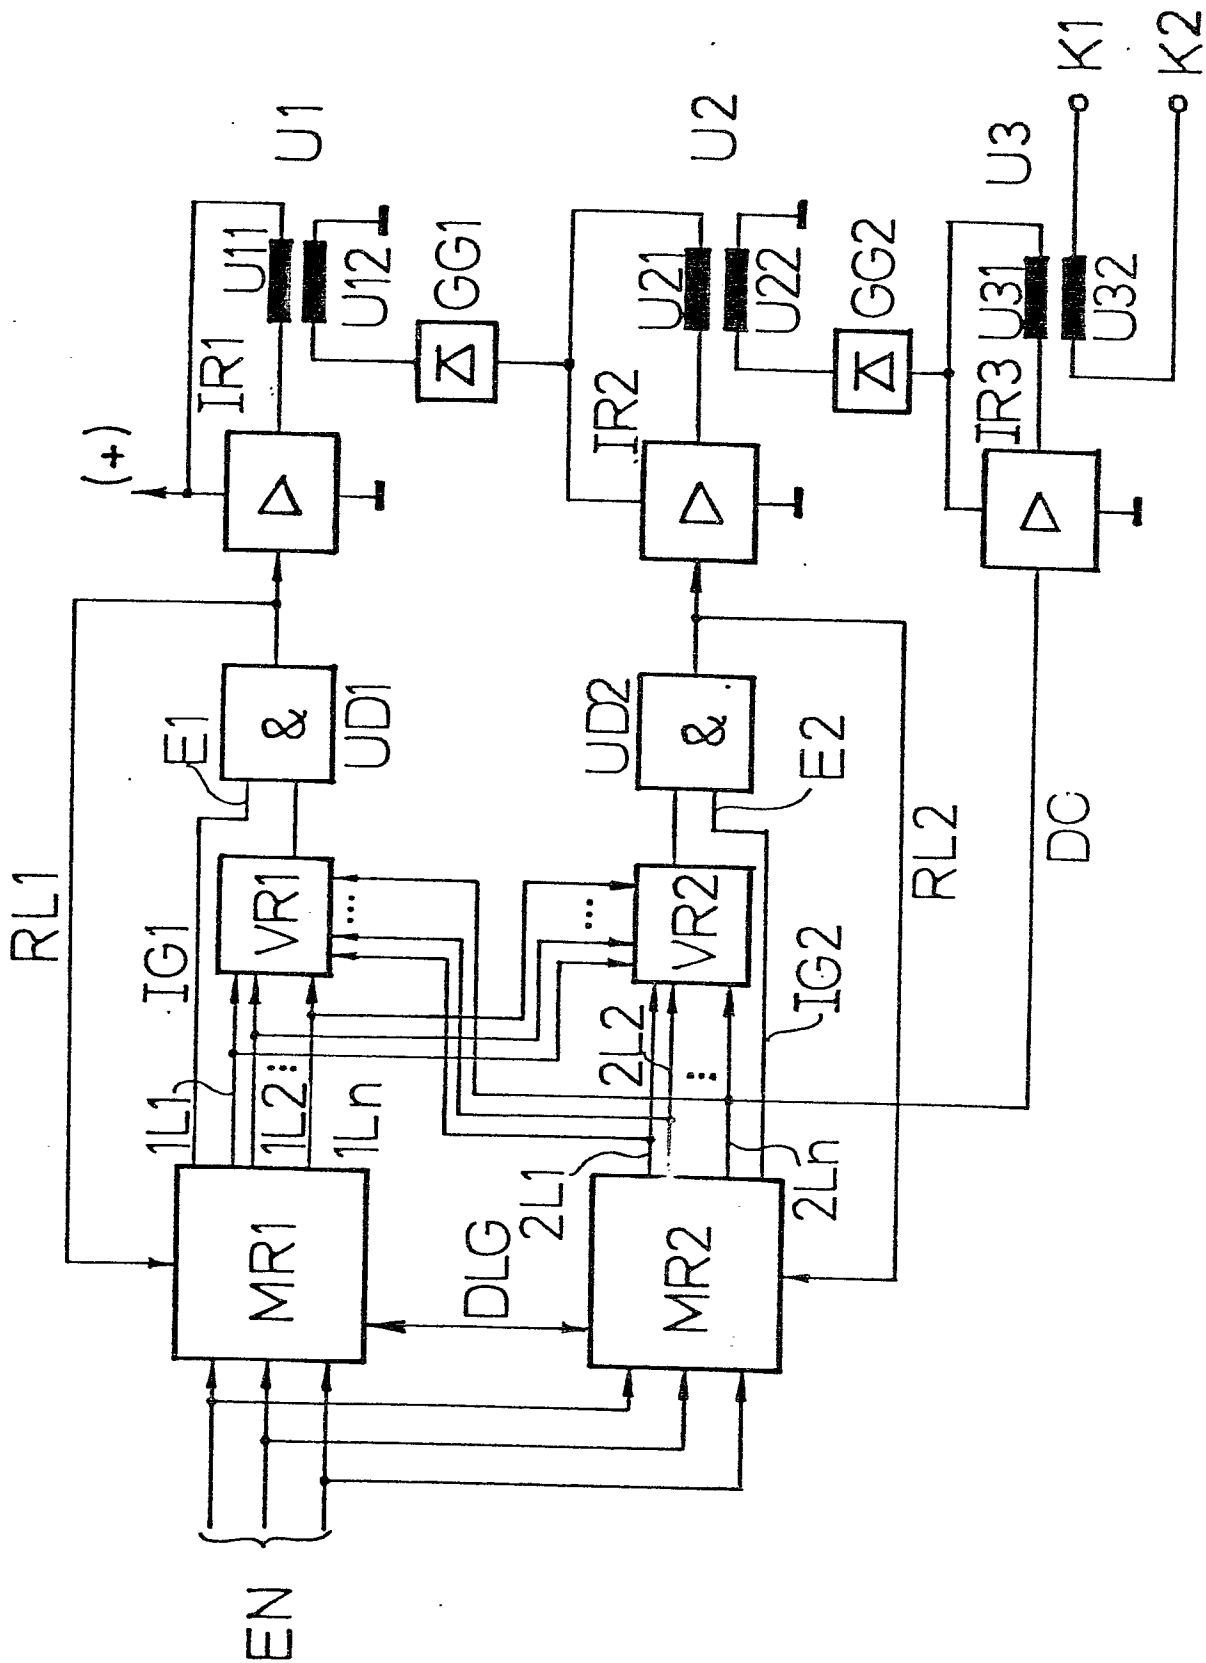 RL1
(+)
IR1
U11
U1
IG1
E1
1L1
VR1
&
Δ
U12
1L2
...
...
UD1
GG1
1Ln
EN
MR1
DLG
2L1
2L2
...
UD2
IR2
U21
U2
VR2
&
Δ
U22
MR2
...
E2
GG2
2Ln
IG2
RL2
IR3
U31
U3
DC
Δ
U32
K1
K2